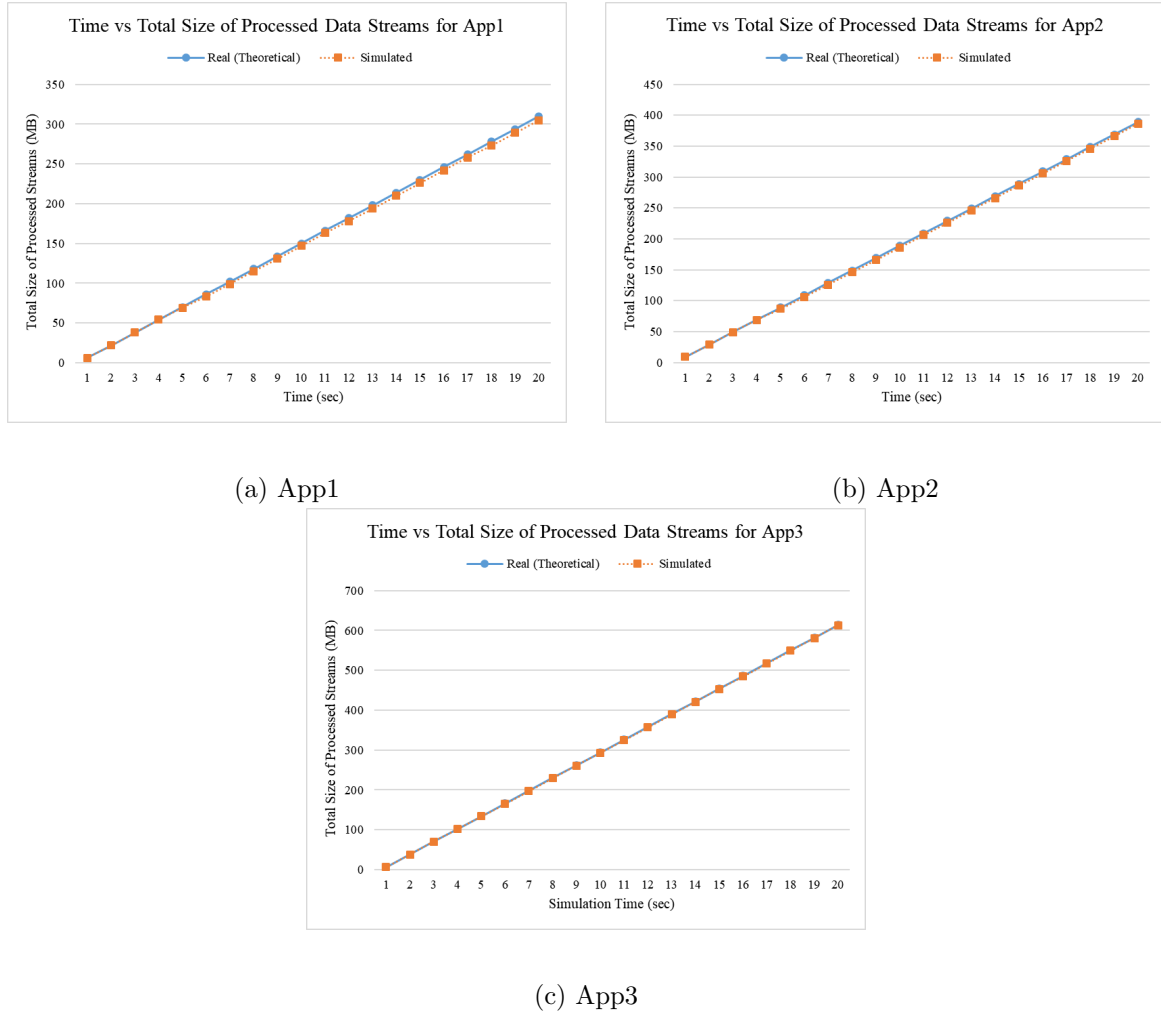 Time vs Total Size of Processed Data Streams for App1
Real (Theoretical) Simulated
Total Size of Processed Streams (MB)
350
300
250
200
150
100
50
0
1 2 3 4 5 6 7 8 9 10 11 12 13 14 15 16 17 18 19 20
Time (sec)
(a) App1
Time vs Total Size of Processed Data Streams for App2
Real (Theoretical) Simulated
Total Size of Processed Streams (MB)
450
400
350
300
250
200
150
100
50
0
1 2 3 4 5 6 7 8 9 10 11 12 13 14 15 16 17 18 19 20
Time (sec)
(b) App2
Time vs Total Size of Processed Data Streams for App3
Real (Theoretical) Simulated
Total Size of Processed Streams (MB)
700
600
500
400
300
200
100
0
1 2 3 4 5 6 7 8 9 10 11 12 13 14 15 16 17 18 19 20
Simulation Time (sec)
(c) App3